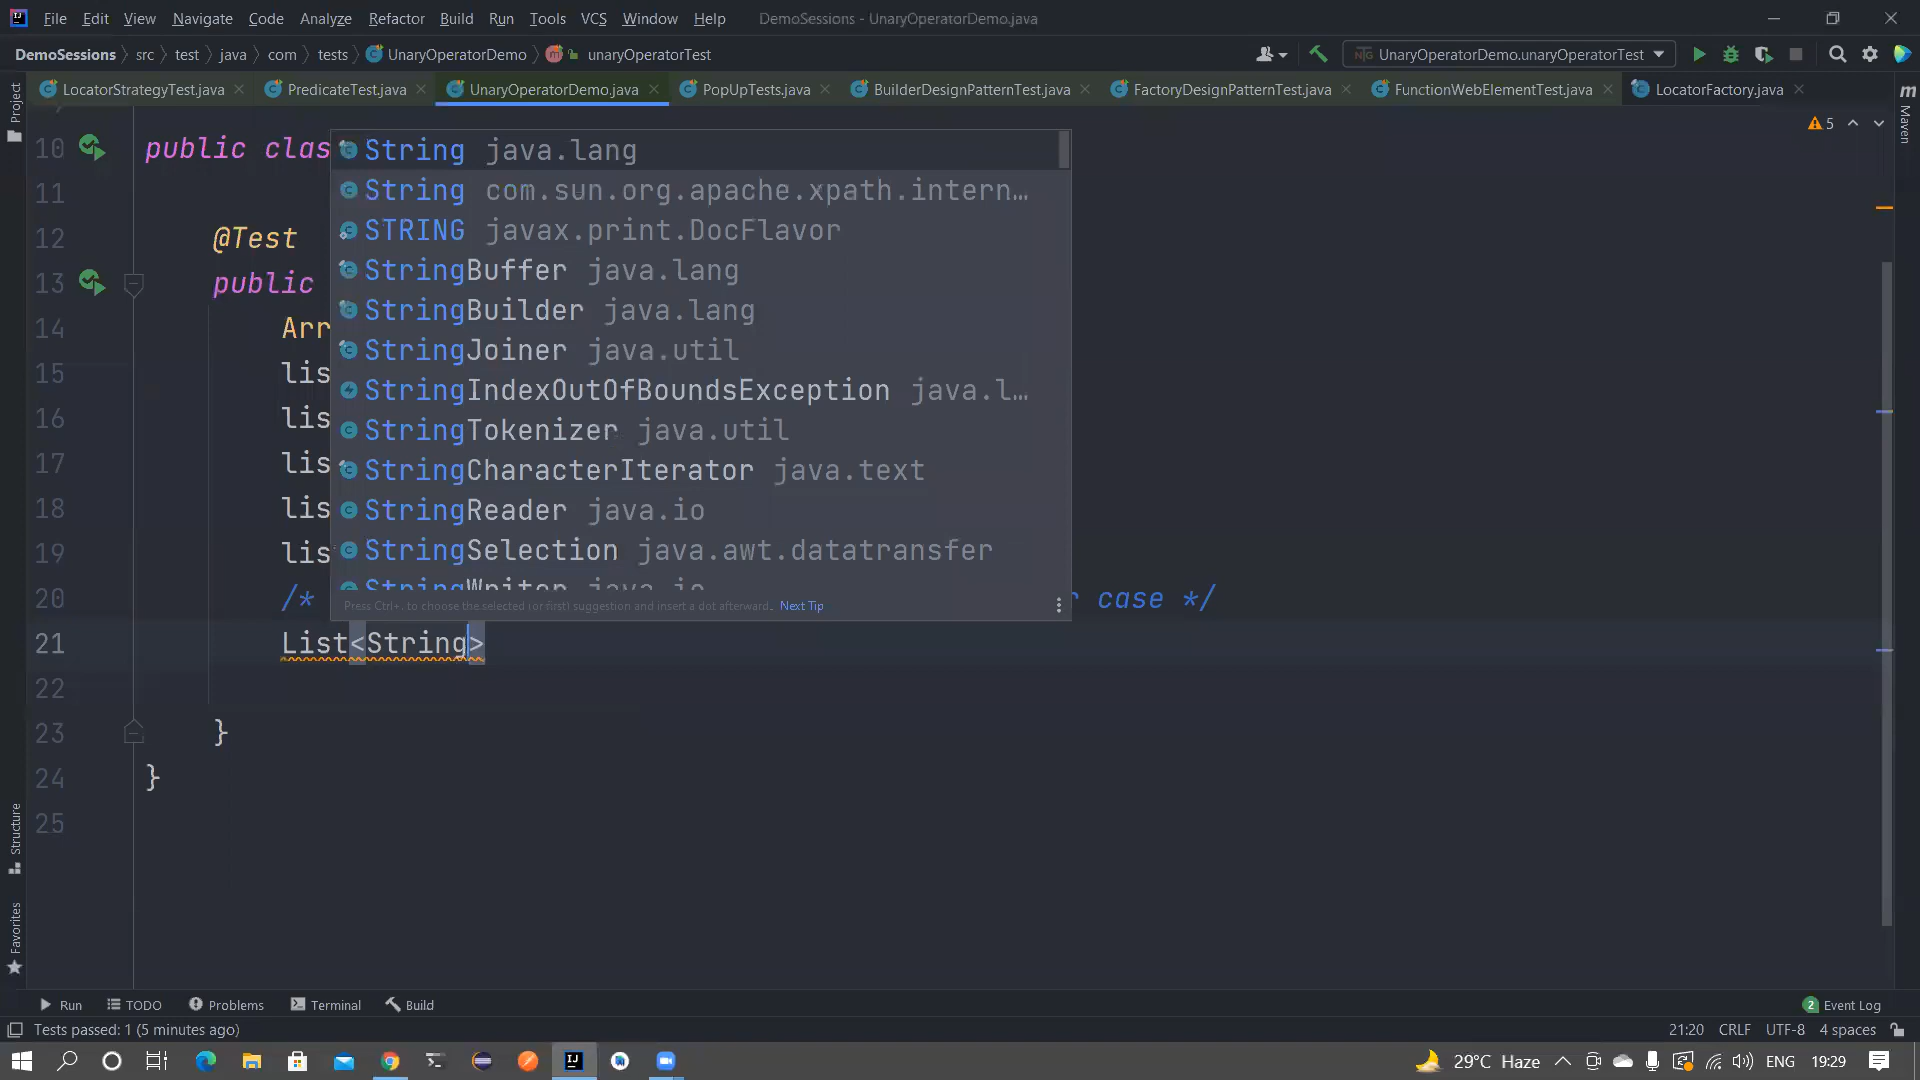 File Edit View Navigate Code Analyze Refactor Build Run Tools VCS Window Help DemoSessions - UnaryOperatorDemo.java
DemoSessions src test java com tests UnaryOperatorDemo unaryOperatorTest UnaryOperatorDemo.unaryOperatorTest
LocatorStrategyTest.java PredicateTest.java UnaryOperatorDemo.java PopUpTests.java BuilderDesignPatternTest.java FactoryDesignPatternTest.java FunctionWebElementTest.java LocatorFactory.java
Project
Maven
5
10 public clas
11
12 @Test
13 public
14 Arr
15 lis
16 lis
17 lis
18 lis
19 lis
20 /* case */
21 List<String>
22
23 }
24 }
25
String java.lang
String com.sun.org.apache.xpath.intern…
STRING javax.print.DocFlavor
StringBuffer java.lang
StringBuilder java.lang
StringJoiner java.util
StringIndexOutOfBoundsException java.l…
StringTokenizer java.util
StringCharacterIterator java.text
StringReader java.io
StringSelection java.awt.datatransfer
StringWriter java.io
Press Ctrl+. to choose the selected (or first) suggestion and insert a dot afterward. Next Tip
Structure
Favorites
Run TODO Problems Terminal Build 2 Event Log
Tests passed: 1 (5 minutes ago) 21:20 CRLF UTF-8 4 spaces
29°C Haze ENG 19:29